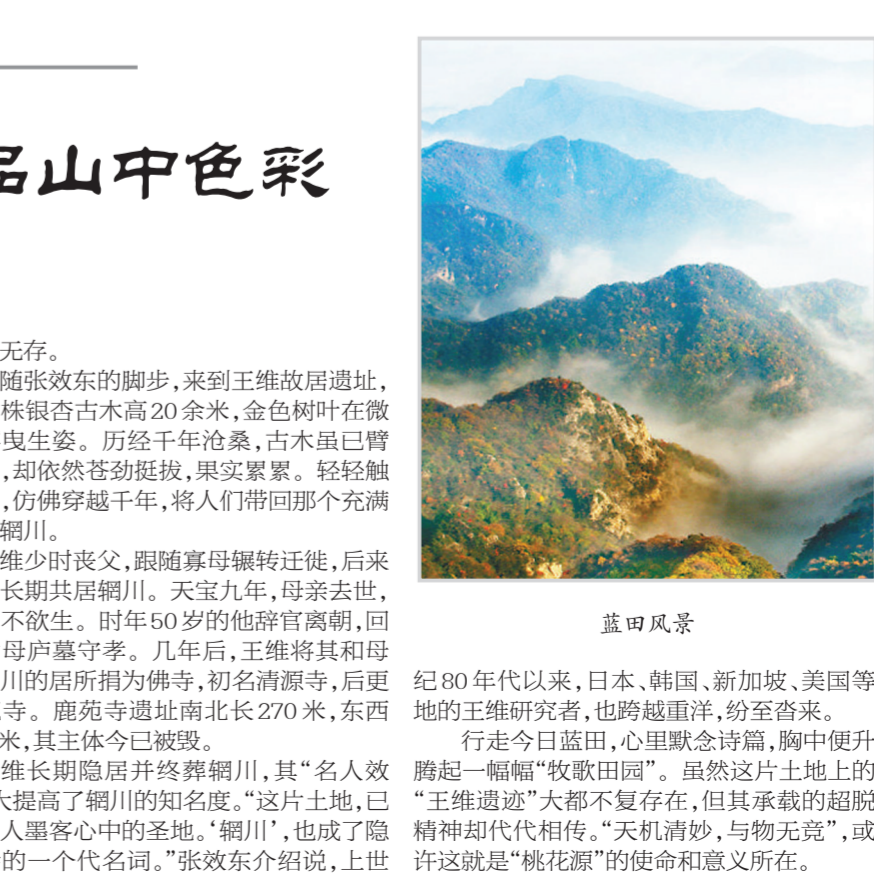 山中色彩
无存。
随张效东的脚步,来到王维故居遗址,
株银杏古木高20余米,金色树叶在微
曳生姿。历经千年沧桑,古木虽已臂
,却依然苍劲挺拔,果实累累。轻轻触
,仿佛穿越千年,将人们带回那个充满
辋川。
维少时丧父,跟随寡母辗转迁徙,后来
长期共居辋川。天宝九年,母亲去世,
不欲生。时年50岁的他辞官离朝,回
母庐墓守孝。几年后,王维将其和母
川的居所捐为佛寺,初名清源寺,后更
寺。鹿苑寺遗址南北长270米,东西
米,其主体今已被毁。
维长期隐居并终葬辋川,其“名人效
大提高了辋川的知名度。“这片土地,已
人墨客心中的圣地。‘辋川’,也成了隐
的一个代名词。”张效东介绍说,上世
蓝田风景
纪80年代以来,日本、韩国、新加坡、美国等
地的王维研究者,也跨越重洋,纷至沓来。
行走今日蓝田,心里默念诗篇,胸中便升
腾起一幅幅“牧歌田园”。虽然这片土地上的
“王维遗迹”大都不复存在,但其承载的超脱
精神却代代相传。“天机清妙,与物无竞”,或
许这就是“桃花源”的使命和意义所在。